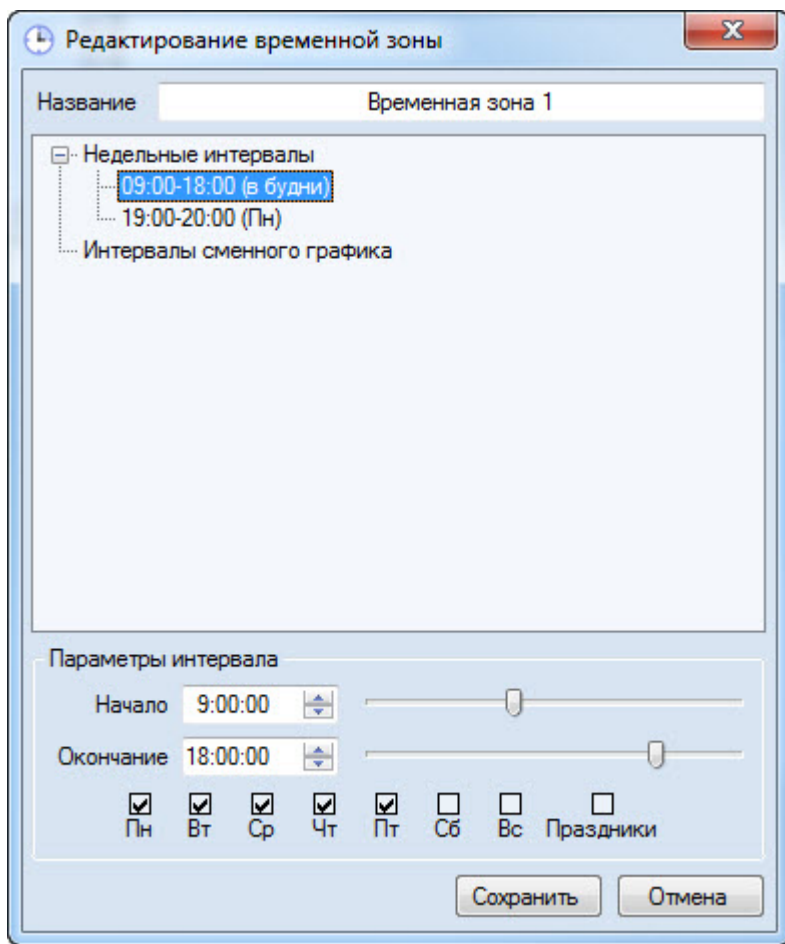 Редактирование временной зоны
Название Временная зона 1
Недельные интервалы
09:00-18:00 (в будни)
19:00-20:00 (Пн)
Интервалы сменного графика
Параметры интервала
Начало 9:00:00
Окончание 18:00:00
Пн Вт Ср Чт Пт Сб Вс Праздники
Сохранить Отмена